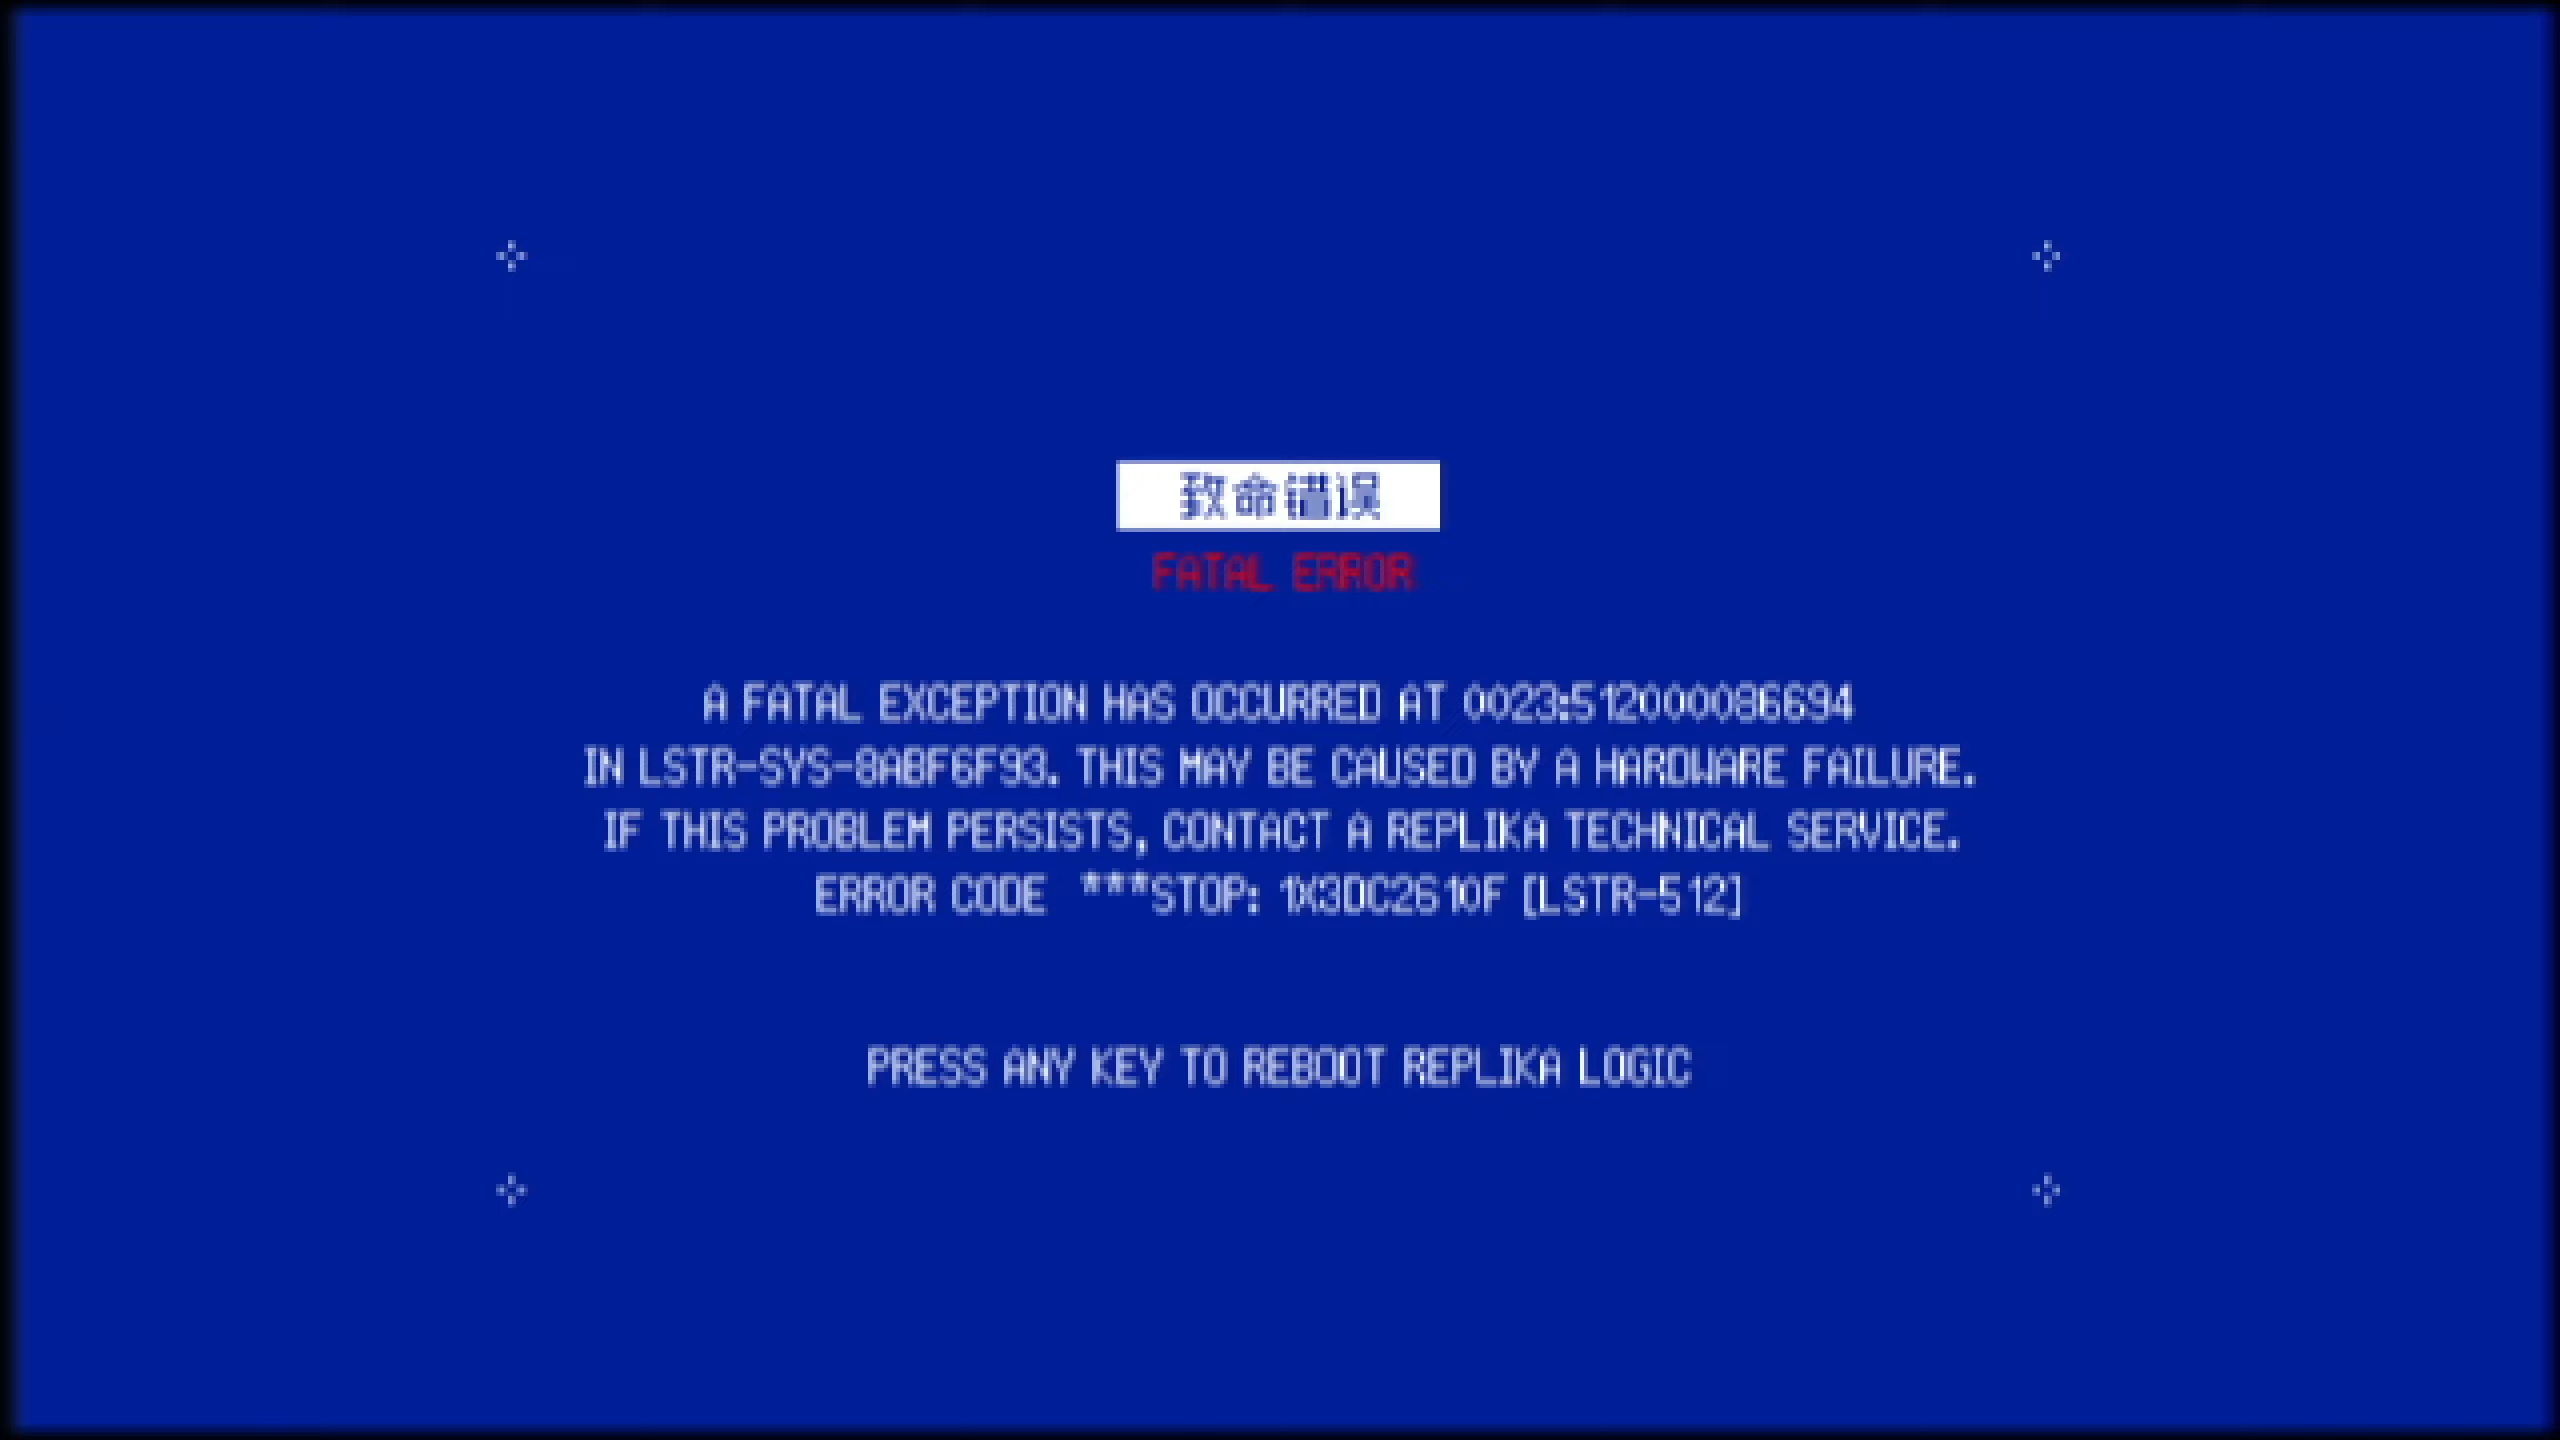 致命错误
FATAL ERROR
A FATAL EXCEPTION HAS OCCURRED AT 0023:512000086694
IN LSTR-SYS-8ABF6F93. THIS MAY BE CAUSED BY A HARDWARE FAILURE.
IF THIS PROBLEM PERSISTS, CONTACT A REPLIKA TECHNICAL SERVICE.
ERROR CODE ***STOP: 1X3DC2610F [LSTR-512]
PRESS ANY KEY TO REBOOT REPLIKA LOGIC